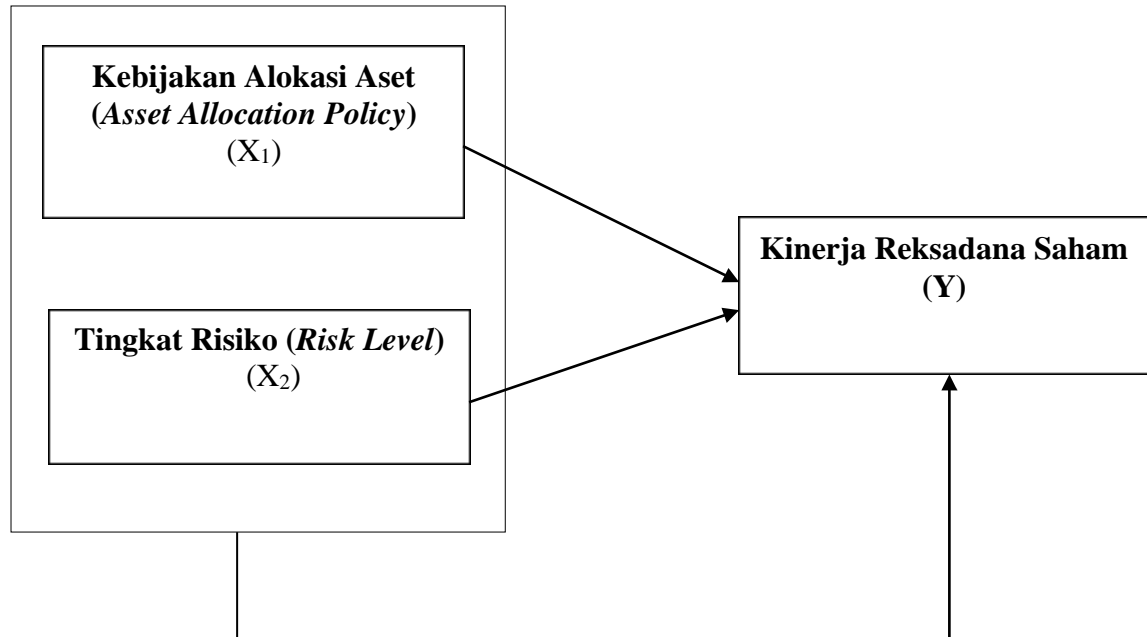 Kebijakan Alokasi Aset
(Asset Allocation Policy)
(X₁)
Kinerja Reksadana Saham
(Y)
Tingkat Risiko (Risk Level)
(X₂)